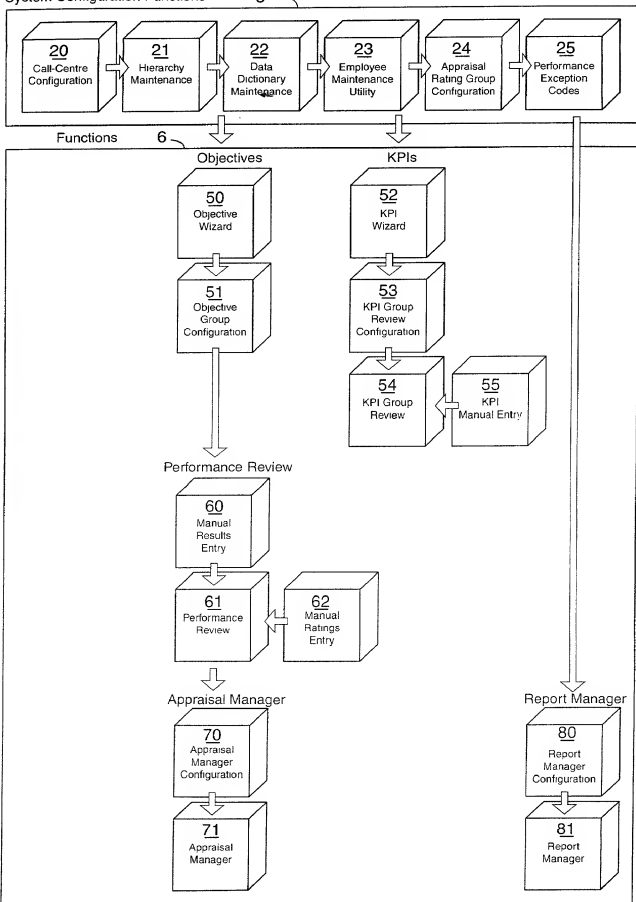 System Configuration Functions
20
Call-Centre
Configuration
21
Hierarchy
Maintenance
22
Data
Dictionary
Maintenance
23
Employee
Maintenance
Utility
24
Appraisal
Rating Group
Configuration
25
Performance
Exception
Codes
Functions 6
Objectives
KPIs
50
Objective
Wizard
52
KPI
Wizard
51
Objective
Group
Configuration
53
KPI Group
Review
Configuration
54
KPI Group
Review
55
KPI
Manual Entry
Performance Review
60
Manual
Results
Entry
61
Performance
Review
62
Manual
Ratings
Entry
Appraisal Manager
Report Manager
70
Appraisal
Manager
Configuration
80
Report
Manager
Configuration
71
Appraisal
Manager
81
Report
Manager